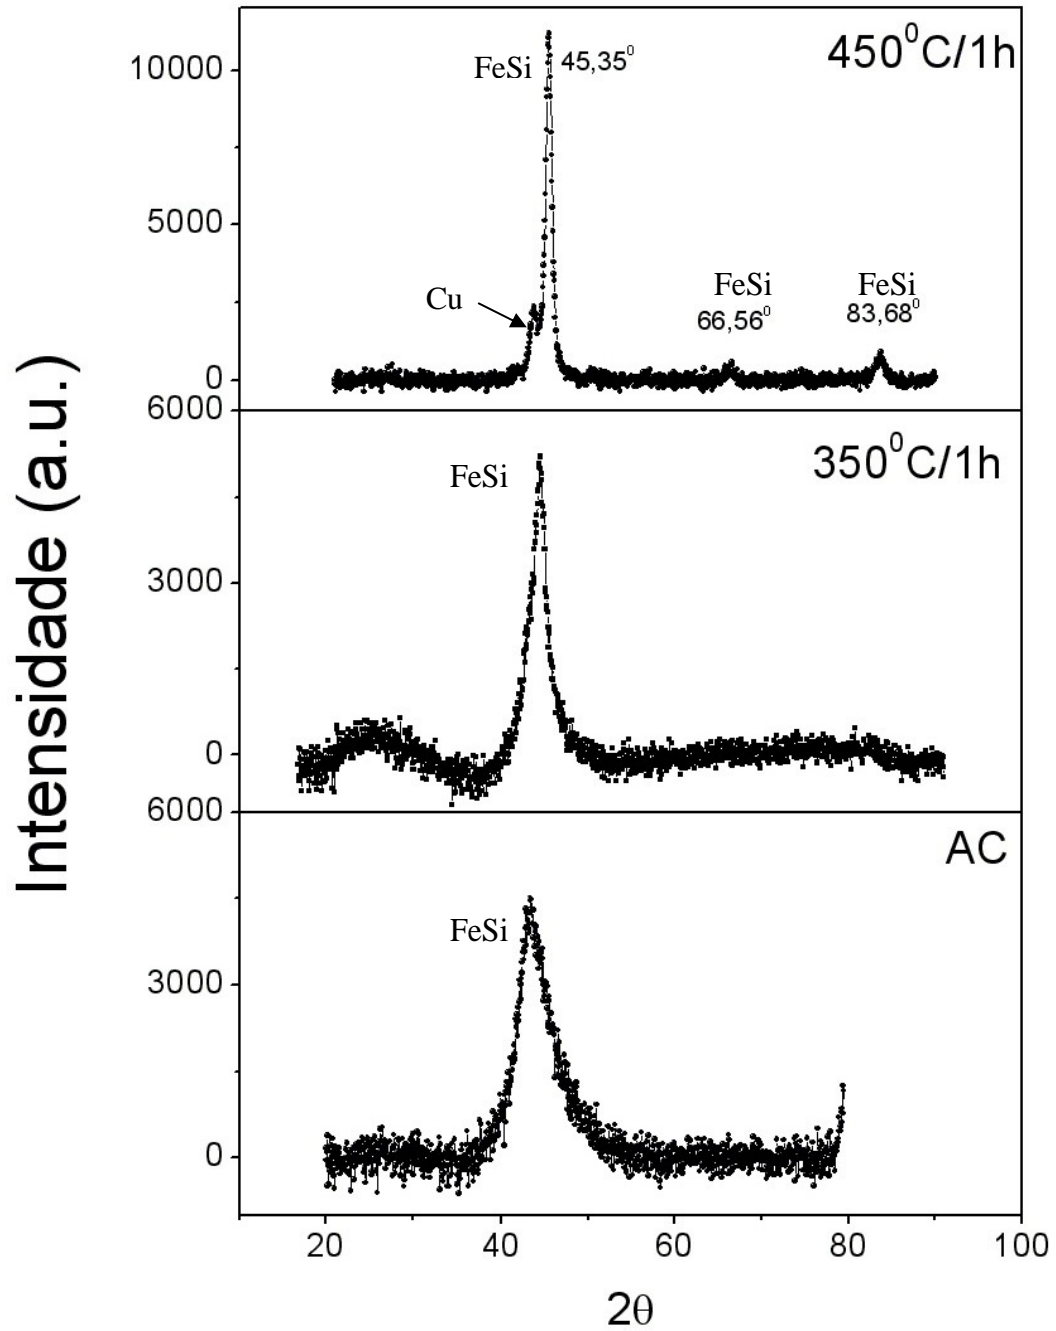 Intensidade (a.u.)
450⁰C/1h
10000
5000
0
FeSi
45,35⁰
Cu
FeSi
66,56⁰
FeSi
83,68⁰
6000
350⁰C/1h
3000
0
FeSi
6000
AC
3000
0
FeSi
20 40 60 80 100
2θ